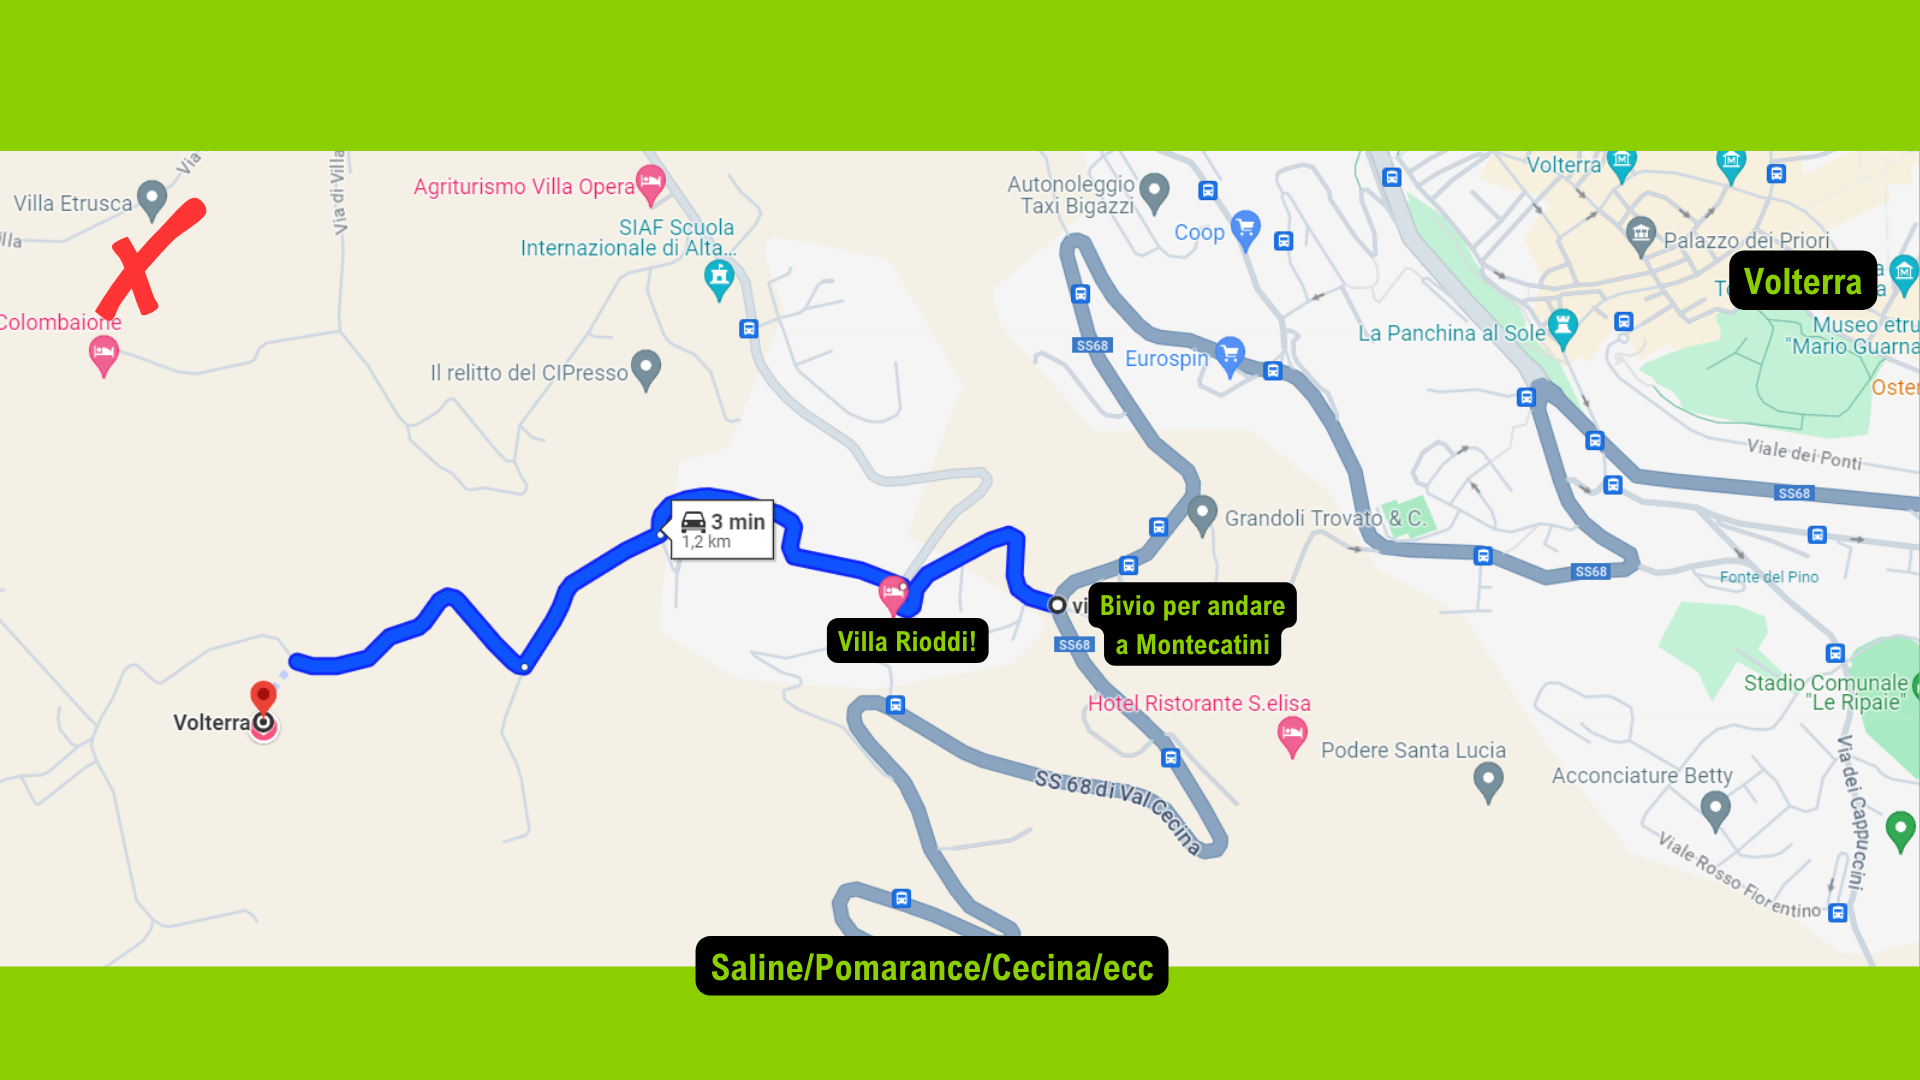 Via
Via di Villa
Villa Etrusca
illa
Colombaione
Agriturismo Villa Opera
SIAF Scuola
Internazionale di Alta...
Il relitto del CIPresso
Autonoleggio
Taxi Bigazzi
Coop
SS68
Eurospin
Volterra
Palazzo dei Priori
Volterra
La Panchina al Sole
Museo etru
"Mario Guarna
Oster
Viale dei Ponti
SS68
3 min
1,2 km
Grandoli Trovato & C.
SS68
Fonte del Pino
Villa Rioddi!
vi
Bivio per andare
a Montecatini
SS68
Volterra
Hotel Ristorante S.elisa
Podere Santa Lucia
Stadio Comunale
"Le Ripaie"
Acconciature Betty
SS 68 di Val Cecina
Via dei Cappuccini
Viale Rosso Fiorentino
Saline/Pomarance/Cecina/ecc